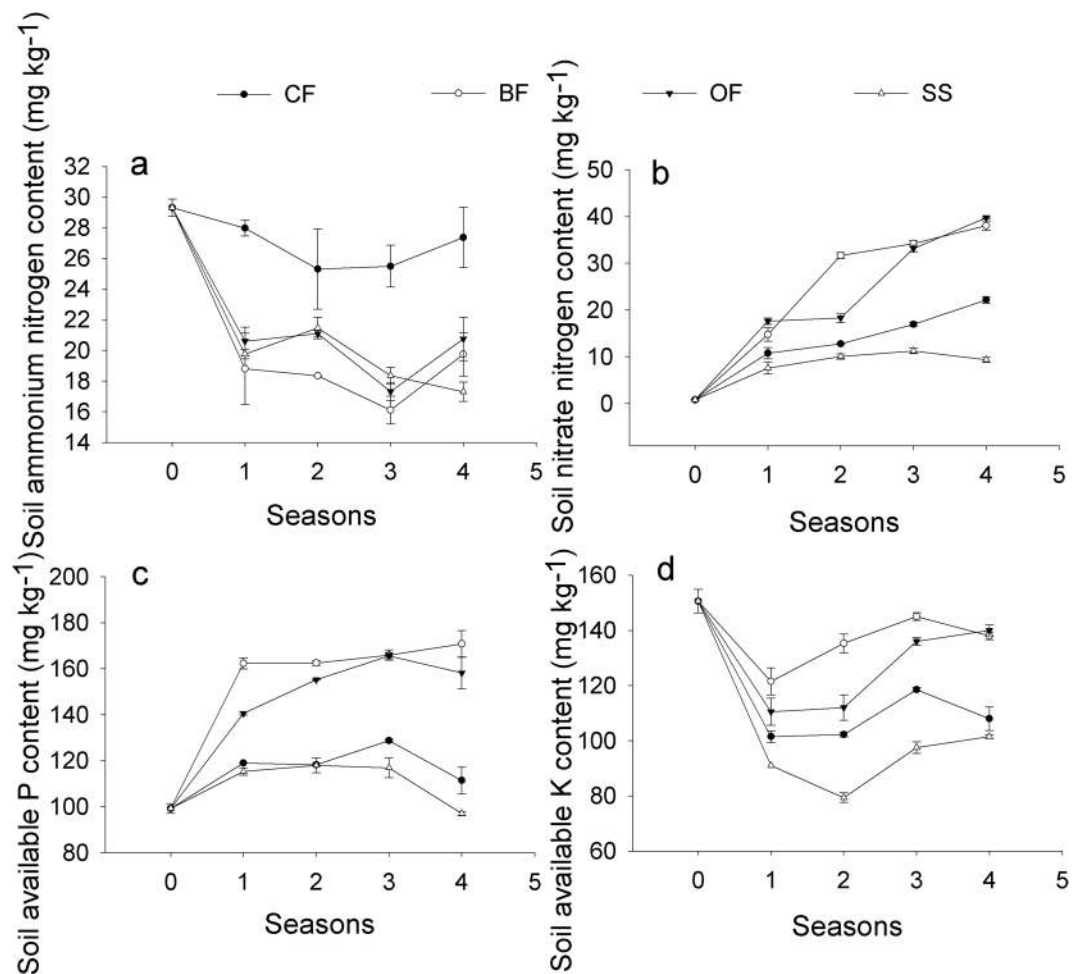 CF BF OF SS
a
Soil ammonium nitrogen content (mg kg-1)
32
30
28
26
24
22
20
18
16
14
0 1 2 3 4 5
Seasons
b
Soil nitrate nitrogen content (mg kg-1)
50
40
30
20
10
0
0 1 2 3 4 5
Seasons
c
Soil available P content (mg kg-1)
200
180
160
140
120
100
80
0 1 2 3 4 5
Seasons
d
Soil available K content (mg kg-1)
160
140
120
100
80
60
0 1 2 3 4 5
Seasons